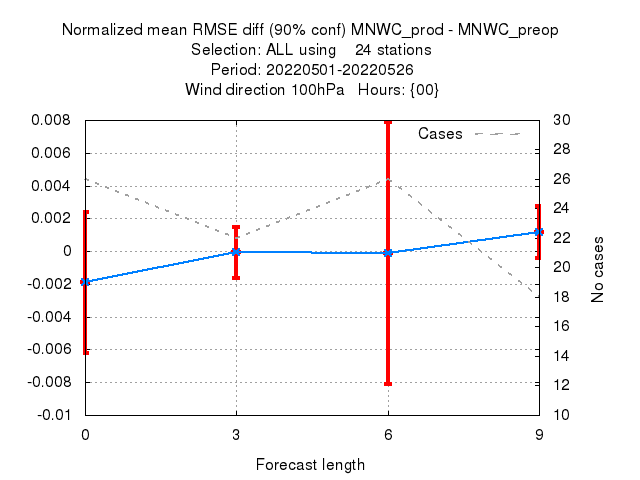 Normalized mean RMSE diff (90% conf) MNWC_prod - MNWC_preop
Selection: ALL using    24 stations
Period: 20220501-20220526
Wind direction 100hPa   Hours: {00}
0.008
0.006
0.004
0.002
0
-0.002
-0.004
-0.006
-0.008
-0.01
Cases
30
28
26
24
22
20
18
16
14
12
10
No cases
0 3 6 9
Forecast length